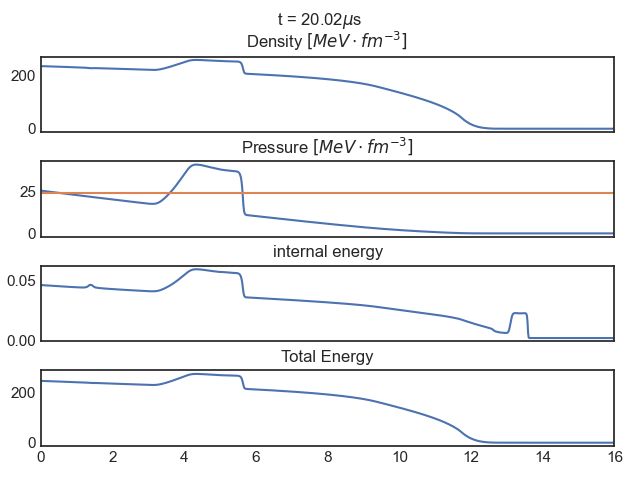 t = 20.02μs
Density [MeV · fm⁻³]
200
0
Pressure [MeV · fm⁻³]
25
0
internal energy
0.05
0.00
Total Energy
200
0
0 2 4 6 8 10 12 14 16